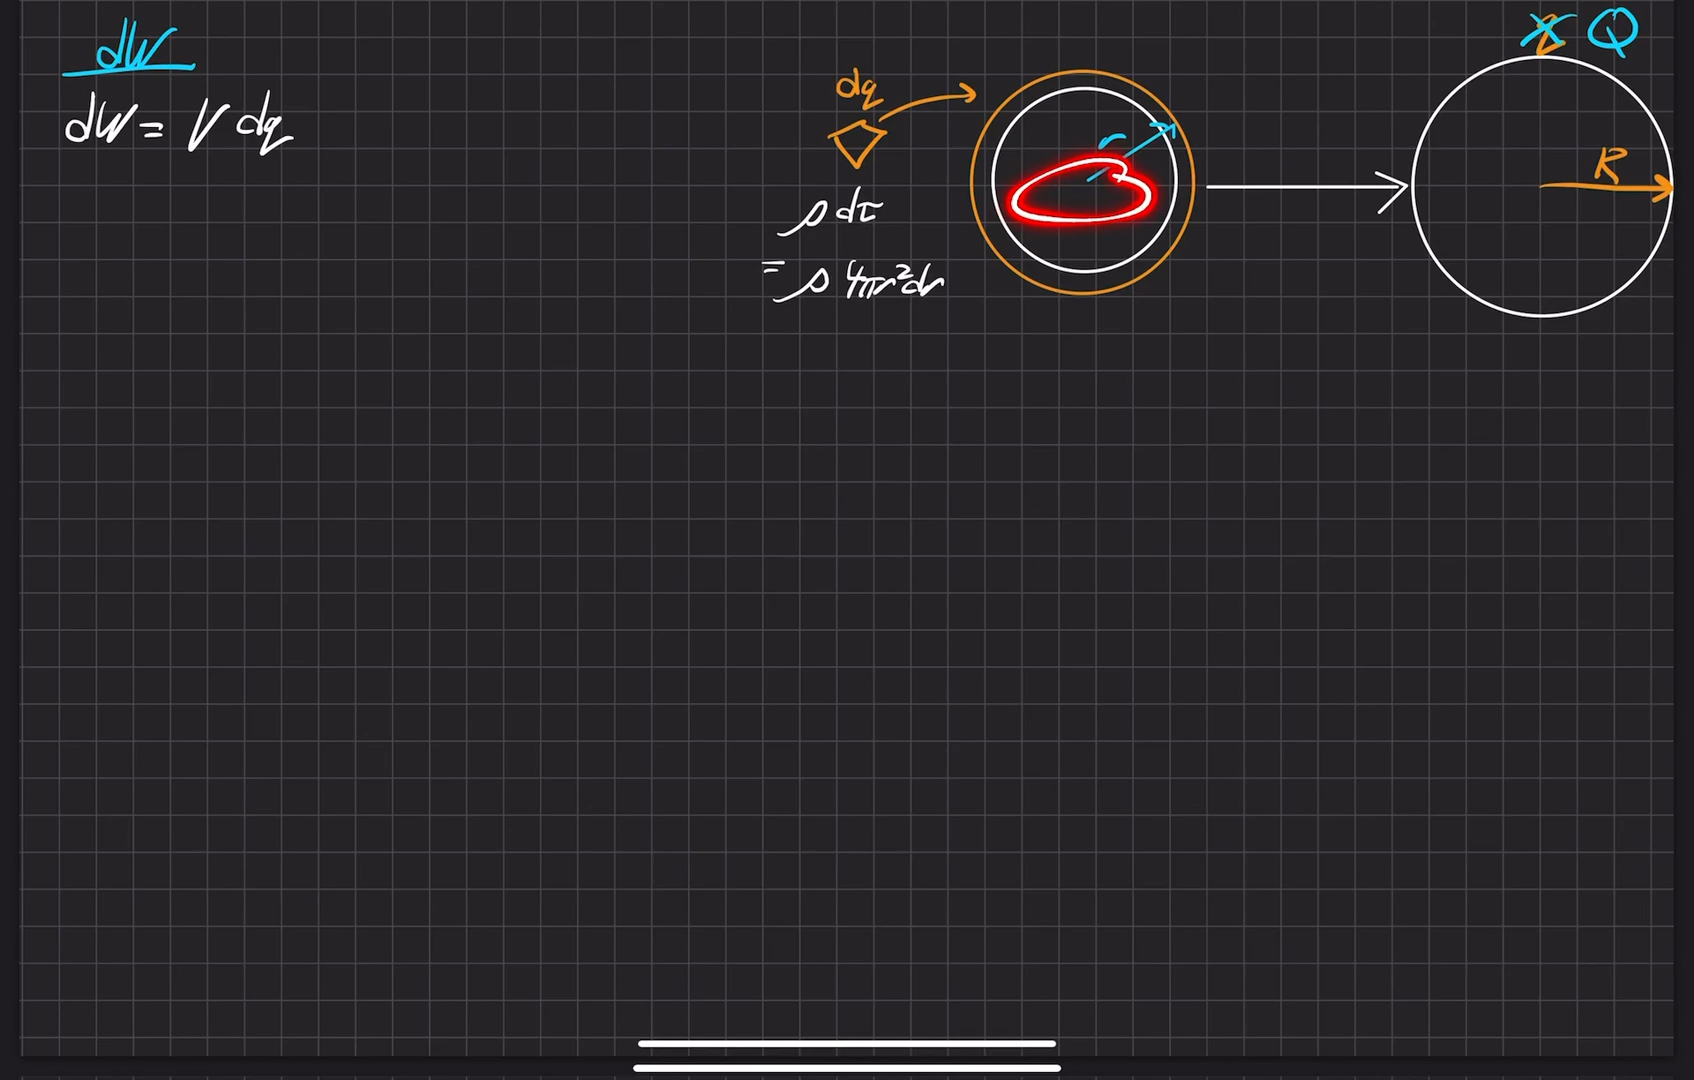 dW
dW = V dq
dq
ρ dτ
= ρ 4πr²dr
r
Q
R